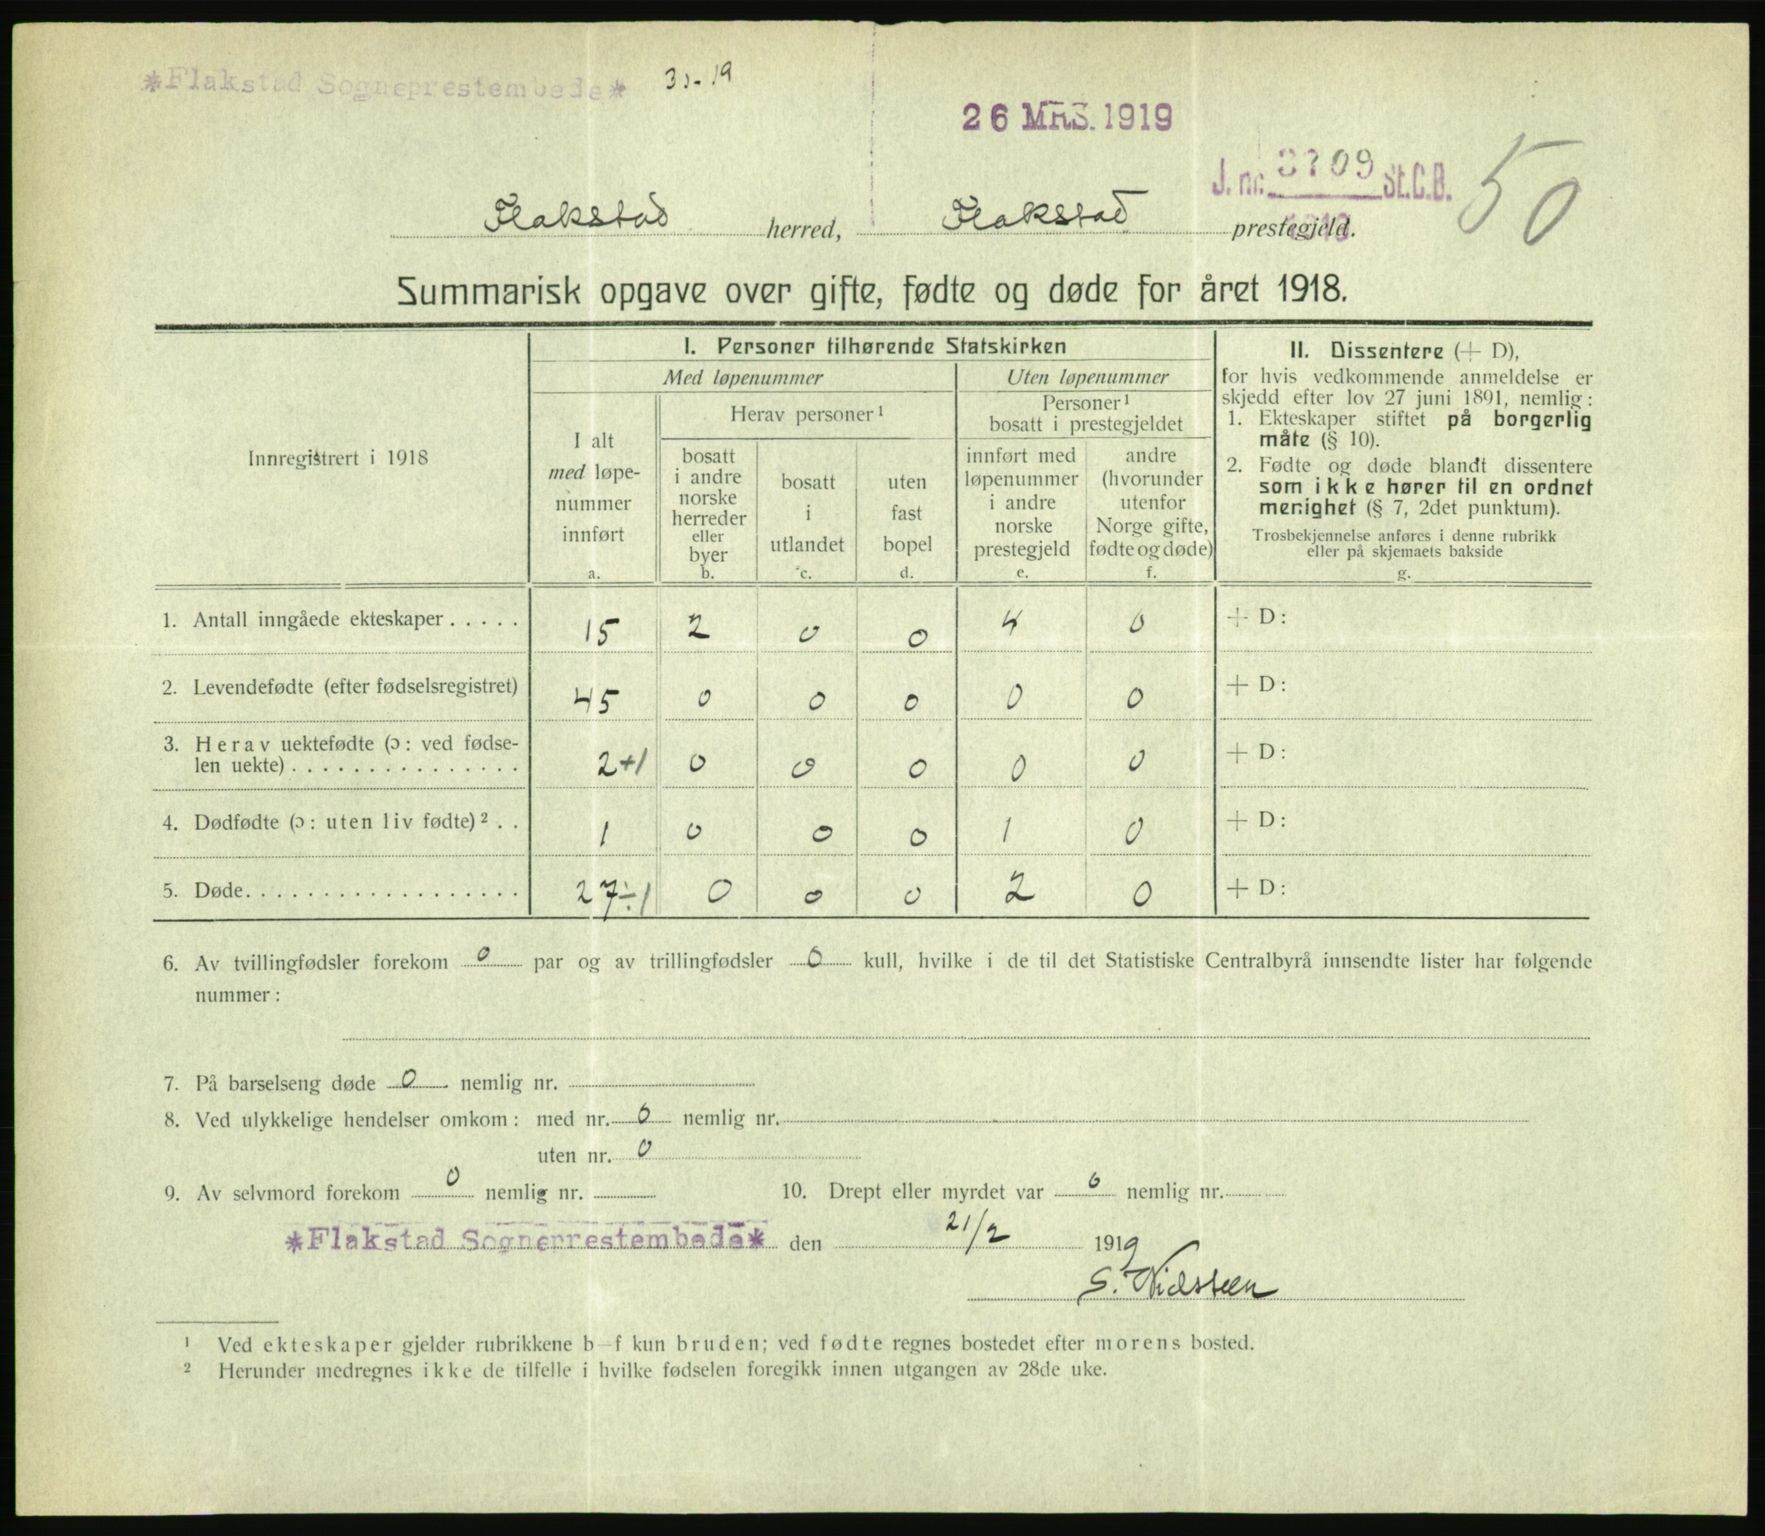 *Flakstad Sogneprestembede*
26 MRS. 1919
J. nr. 09 St.C.B.
50
Flakstad herred, Flakstad prestegjeld.
Summarisk opgave over gifte, fødte og døde for året 1918.
Innregistrert i 1918
I. Personer tilhørende Statskirken
Med løpenummer
Uten løpenummer
I alt
med løpe-
nummer
innført
a.
Herav personer¹
bosatt
i andre
norske
herreder
eller
byer
b.
bosatt
i
utlandet
c.
uten
fast
bopel
d.
Personer¹
bosatt i prestegjeldet
innført med
løpenummer
i andre
norske
prestegjeld
e.
andre
(hvorunder
utenfor
Norge gifte,
fødte og døde)
f.
II. Dissentere (+ D),
for hvis vedkommende anmeldelse er
skjedd efter lov 27 juni 1891, nemlig:
1. Ekteskaper stiftet på borgerlig
måte (§ 10).
2. Fødte og døde blandt dissentere
som ikke hører til en ordnet
menighet (§ 7, 2det punktum).
Trosbekjennelse anføres i denne rubrikk
eller på skjemaets bakside
g.
1. Antall inngåede ekteskaper . . . . . 15 2 0 0 4 0 + D:
2. Levendefødte (efter fødselsregistret) 45 0 0 0 0 0 + D:
3. Herav uektefødte (ɔ: ved fødse-
len uekte) . . . . . . . . . . . . . . . 2+1 0 0 0 0 0 + D:
4. Dødfødte (ɔ: uten liv fødte)² . . 1 0 0 0 1 0 + D:
5. Døde. . . . . . . . . . . . . . . . . . 27÷1 0 0 0 2 0 + D:
6. Av tvillingfødsler forekom 0 par og av trillingfødsler 0 kull, hvilke i de til det Statistiske Centralbyrå innsendte lister har følgende
nummer:
7. På barselseng døde 0 nemlig nr.
8. Ved ulykkelige hendelser omkom: med nr. 0 nemlig nr.
uten nr. 0
9. Av selvmord forekom 0 nemlig nr. 10. Drept eller myrdet var 0 nemlig nr.
*Flakstad Sogneprestembede* den 21/2 1919
S. Nidsteen
¹ Ved ekteskaper gjelder rubrikkene b—f kun bruden; ved fødte regnes bostedet efter morens bosted.
² Herunder medregnes ikke de tilfelle i hvilke fødselen foregikk innen utgangen av 28de uke.